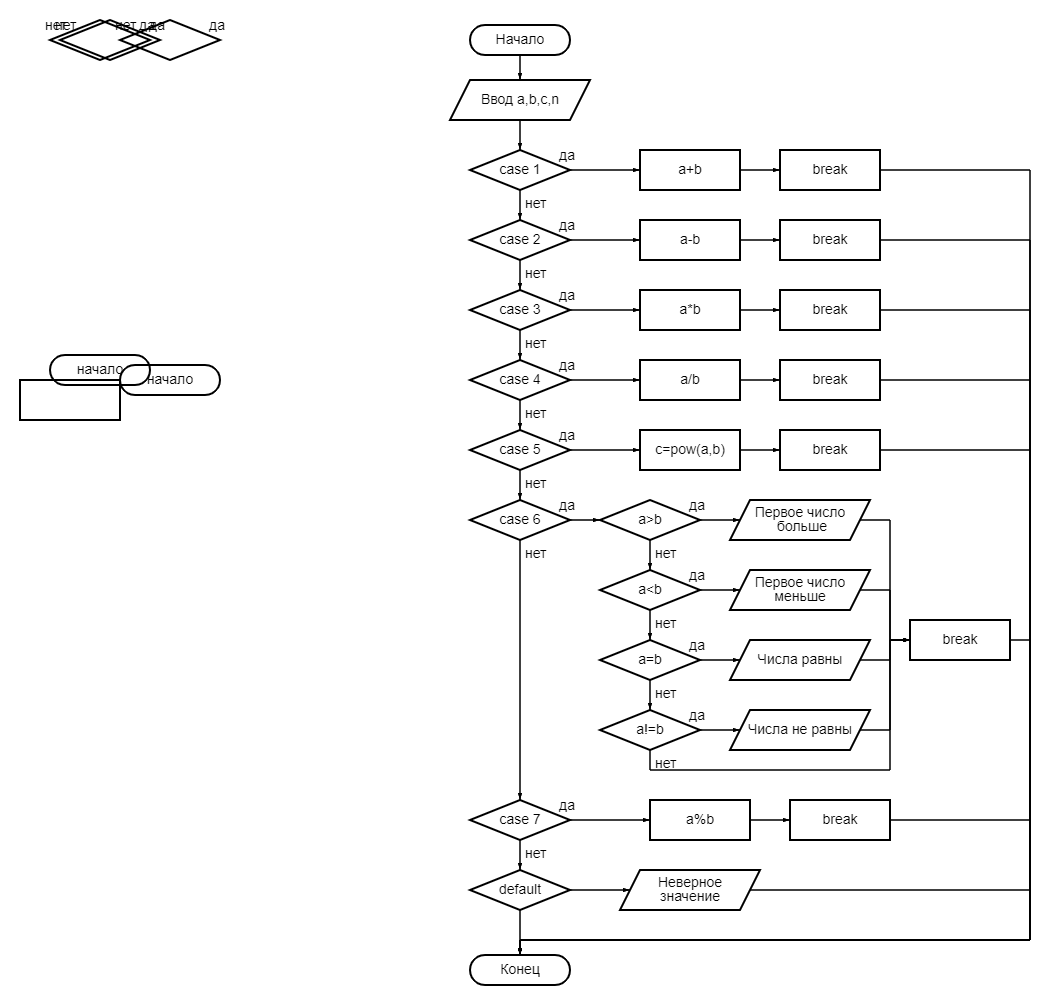 нет
нет
нет
да
да
да
Начало
Ввод a,b,c,n
case 1
да
a+b
break
нет
case 2
да
a-b
break
нет
case 3
да
a*b
break
нет
case 4
да
a/b
break
нет
case 5
да
c=pow(a,b)
break
нет
начало
начало
case 6
да
a>b
да
Первое число
больше
нет
нет
a<b
да
Первое число
меньше
нет
a=b
да
Числа равны
break
нет
a!=b
да
Числа не равны
нет
case 7
да
a%b
break
нет
default
Неверное
значение
Конец